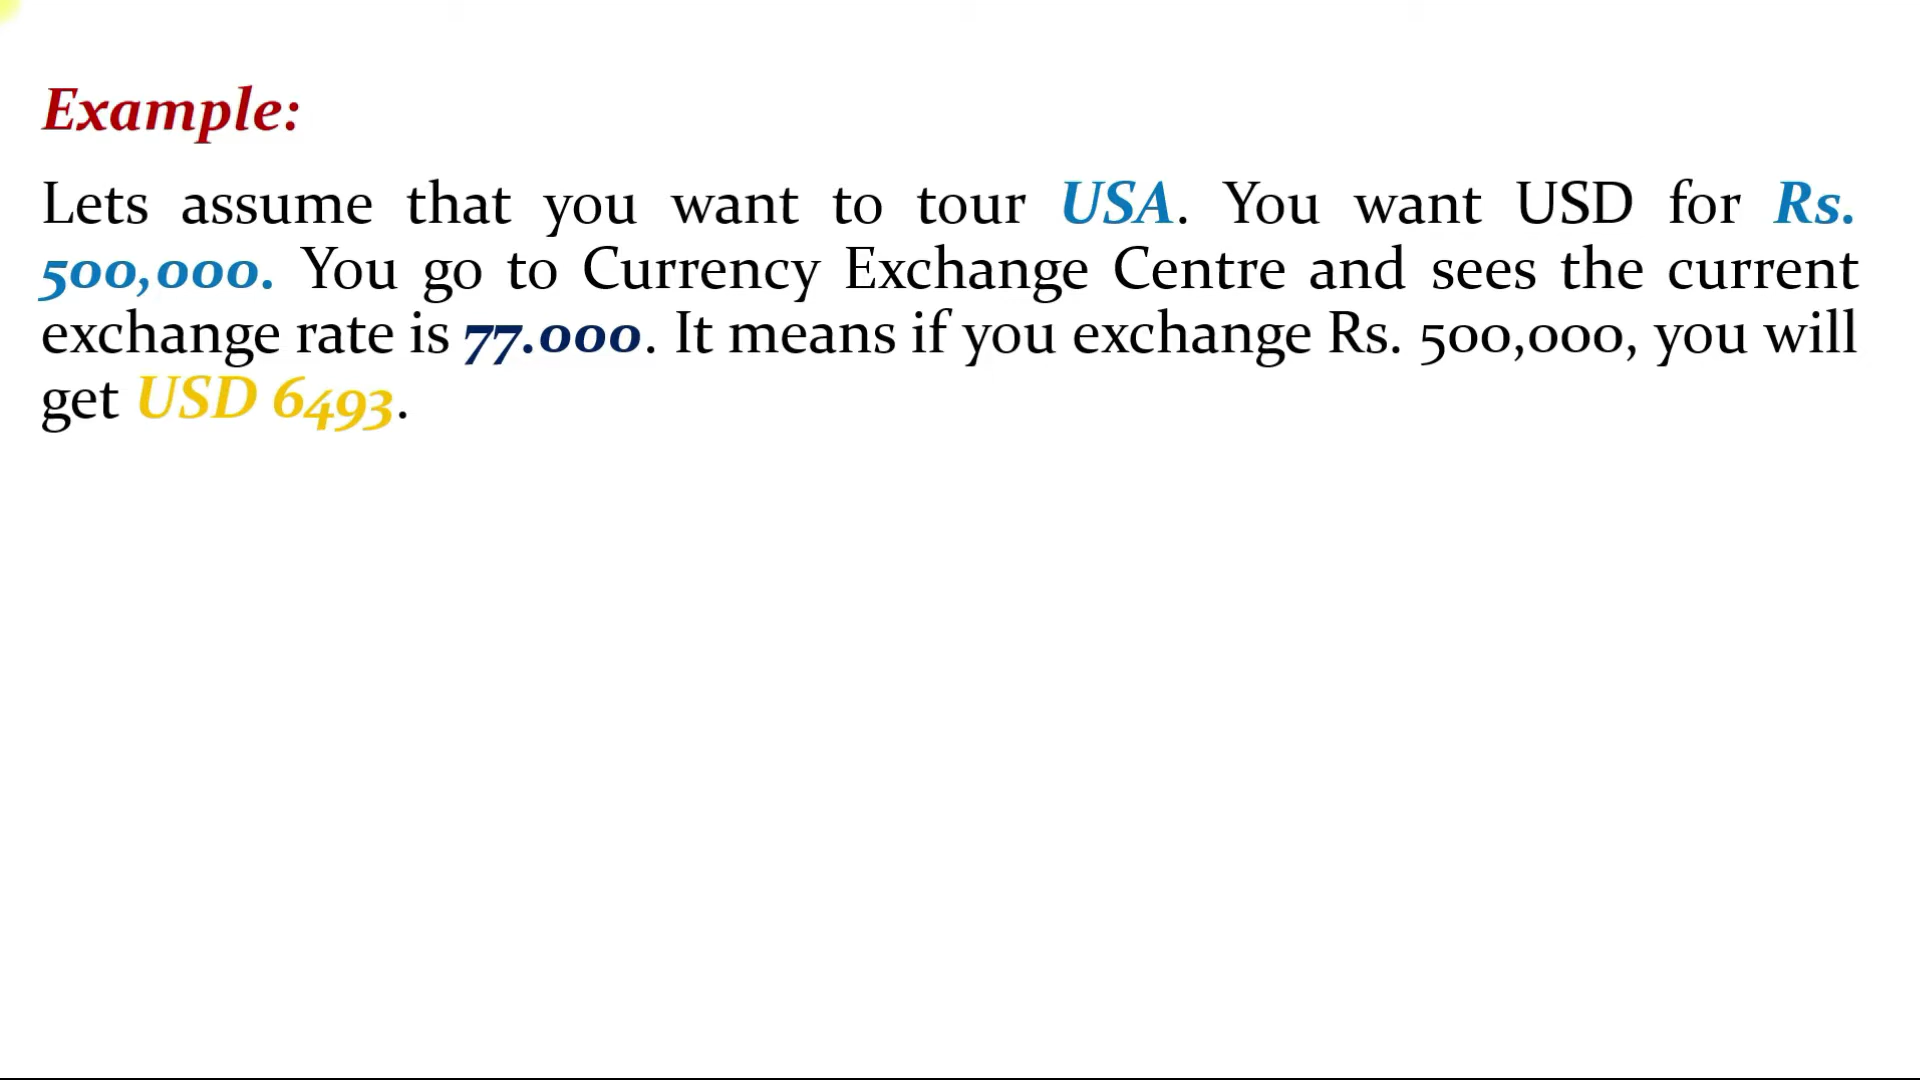 Example:
Lets assume that you want to tour USA. You want USD for Rs.
500,000. You go to Currency Exchange Centre and sees the current
exchange rate is 77.000. It means if you exchange Rs. 500,000, you will
get USD 6493.